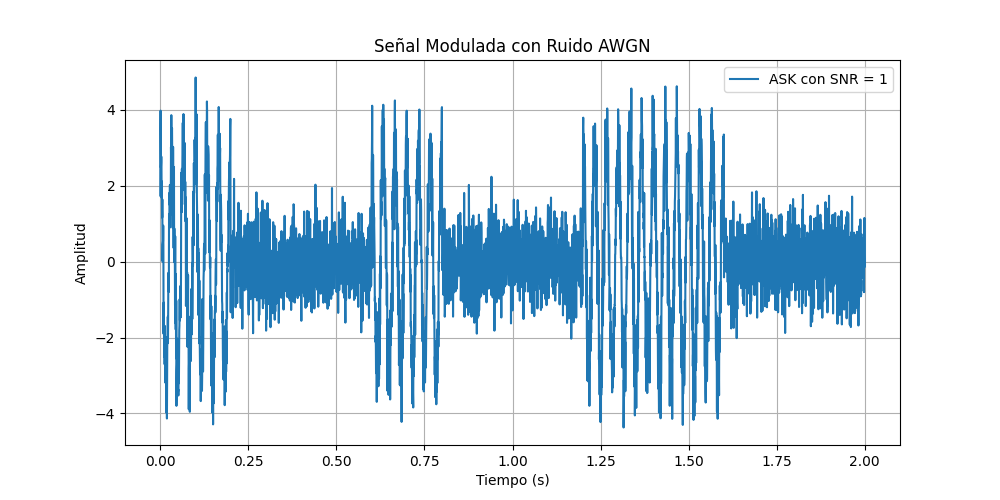 Señal Modulada con Ruido AWGN
ASK con SNR = 1
Amplitud
4
2
0
−2
−4
0.00 0.25 0.50 0.75 1.00 1.25 1.50 1.75 2.00
Tiempo (s)